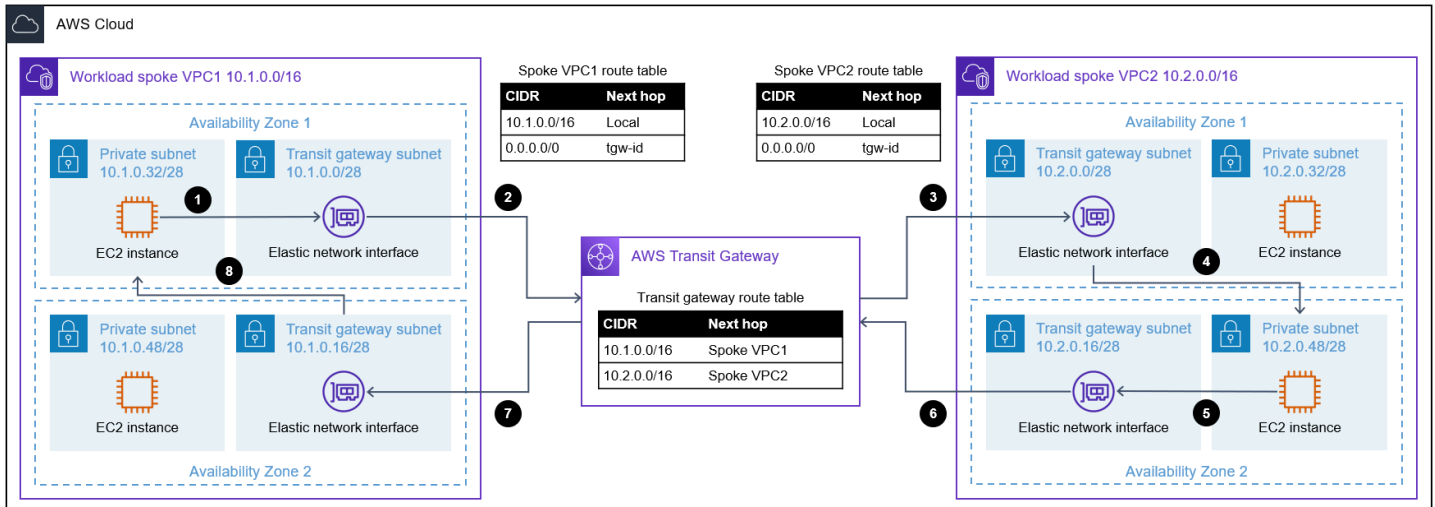 AWS Cloud
Workload spoke VPC1 10.1.0.0/16
Availability Zone 1
Private subnet
10.1.0.32/28
EC2 instance
1
Transit gateway subnet
10.1.0.0/28
Elastic network interface
8
Private subnet
10.1.0.48/28
EC2 instance
Transit gateway subnet
10.1.0.16/28
Elastic network interface
Availability Zone 2
Spoke VPC1 route table
CIDR Next hop
10.1.0.0/16 Local
0.0.0.0/0 tgw-id
Spoke VPC2 route table
CIDR Next hop
10.2.0.0/16 Local
0.0.0.0/0 tgw-id
2
3
AWS Transit Gateway
Transit gateway route table
CIDR Next hop
10.1.0.0/16 Spoke VPC1
10.2.0.0/16 Spoke VPC2
7
6
Workload spoke VPC2 10.2.0.0/16
Availability Zone 1
Transit gateway subnet
10.2.0.0/28
Elastic network interface
Private subnet
10.2.0.32/28
EC2 instance
4
Transit gateway subnet
10.2.0.16/28
Elastic network interface
5
Private subnet
10.2.0.48/28
EC2 instance
Availability Zone 2